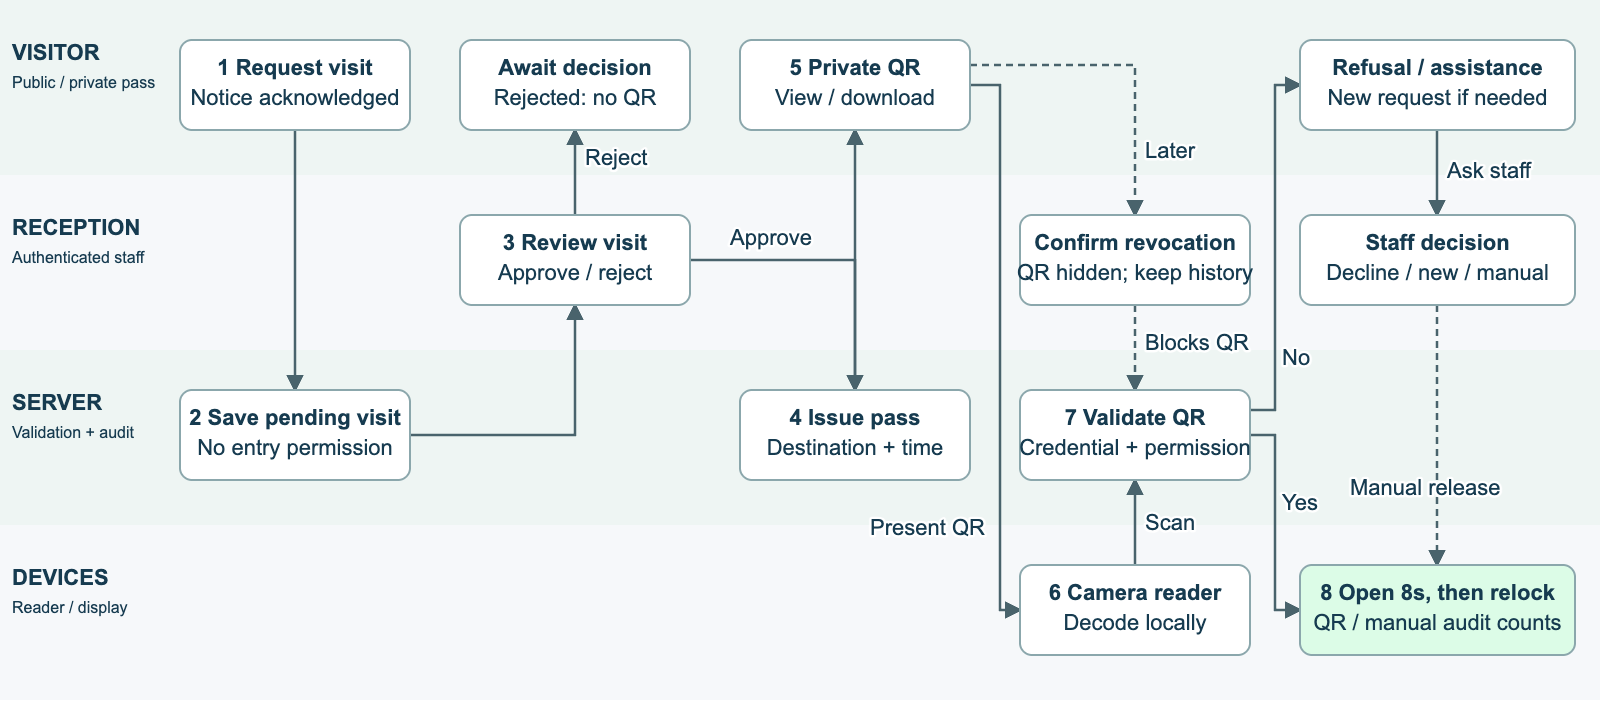 VISITOR
Public / private pass
1 Request visit
Notice acknowledged
Await decision
Rejected: no QR
5 Private QR
View / download
Refusal / assistance
New request if needed
Reject
Later
Ask staff
RECEPTION
Authenticated staff
3 Review visit
Approve / reject
Approve
Confirm revocation
QR hidden; keep history
Staff decision
Decline / new / manual
Blocks QR
No
SERVER
Validation + audit
2 Save pending visit
No entry permission
4 Issue pass
Destination + time
7 Validate QR
Credential + permission
Manual release
Yes
Present QR
Scan
DEVICES
Reader / display
6 Camera reader
Decode locally
8 Open 8s, then relock
QR / manual audit counts